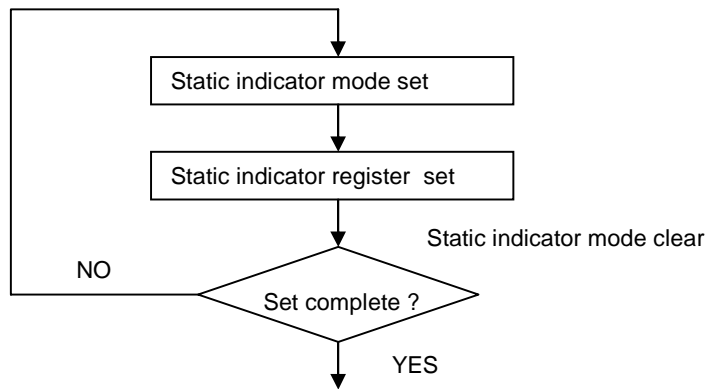 Static indicator mode set
Static indicator register set
Static indicator mode clear
NO
Set complete ?
YES